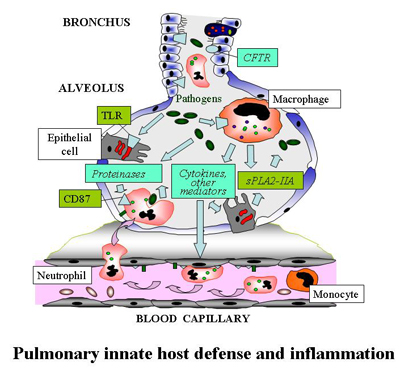 BRONCHUS
CFTR
ALVEOLUS
Pathogens
Macrophage
TLR
Epithelial
cell
Proteinases
Cytokines,
other
mediators
sPLA2-IIA
CD87
Neutrophil
Monocyte
BLOOD CAPILLARY
Pulmonary innate host defense and inflammation